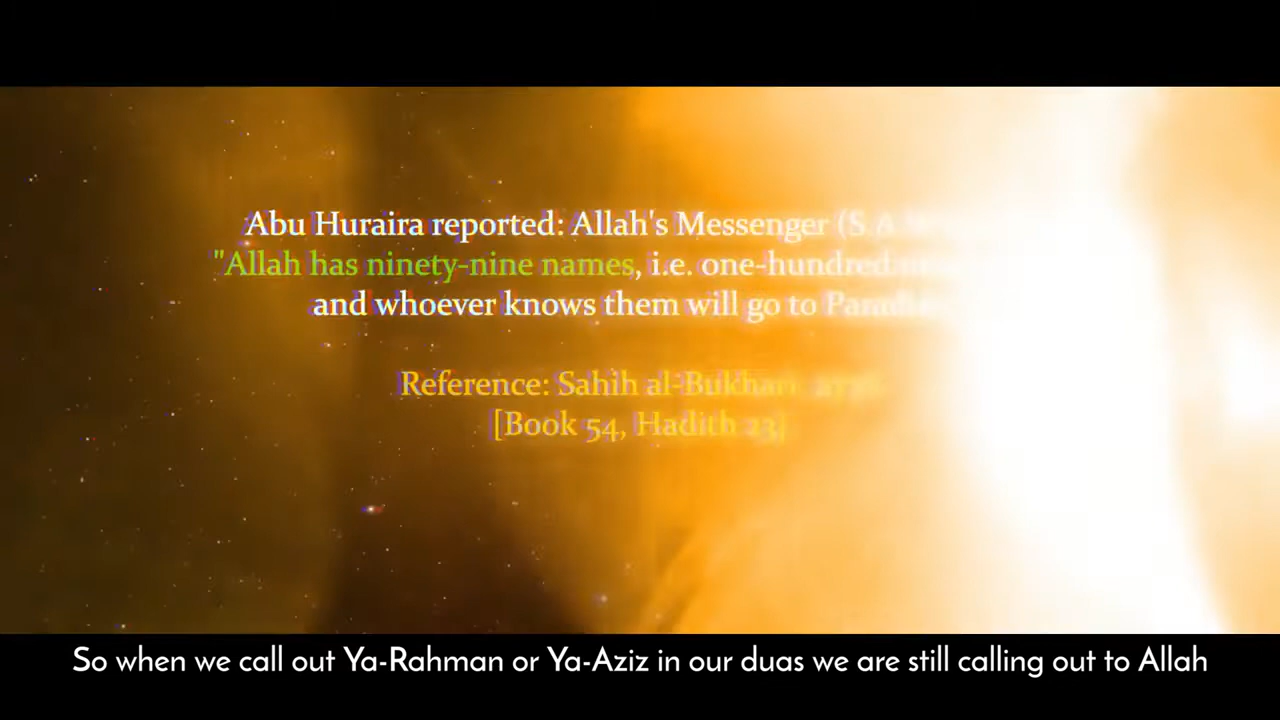 Abu Huraira reported: Allah's Messenger (S.A
"Allah has ninety-nine names, i.e. one-hundred
and whoever knows them will go to Paradise
Reference: Sahih al-Bukhari
[Book 54, Hadith 23]
So when we call out Ya-Rahman or Ya-Aziz in our duas we are still calling out to Allah